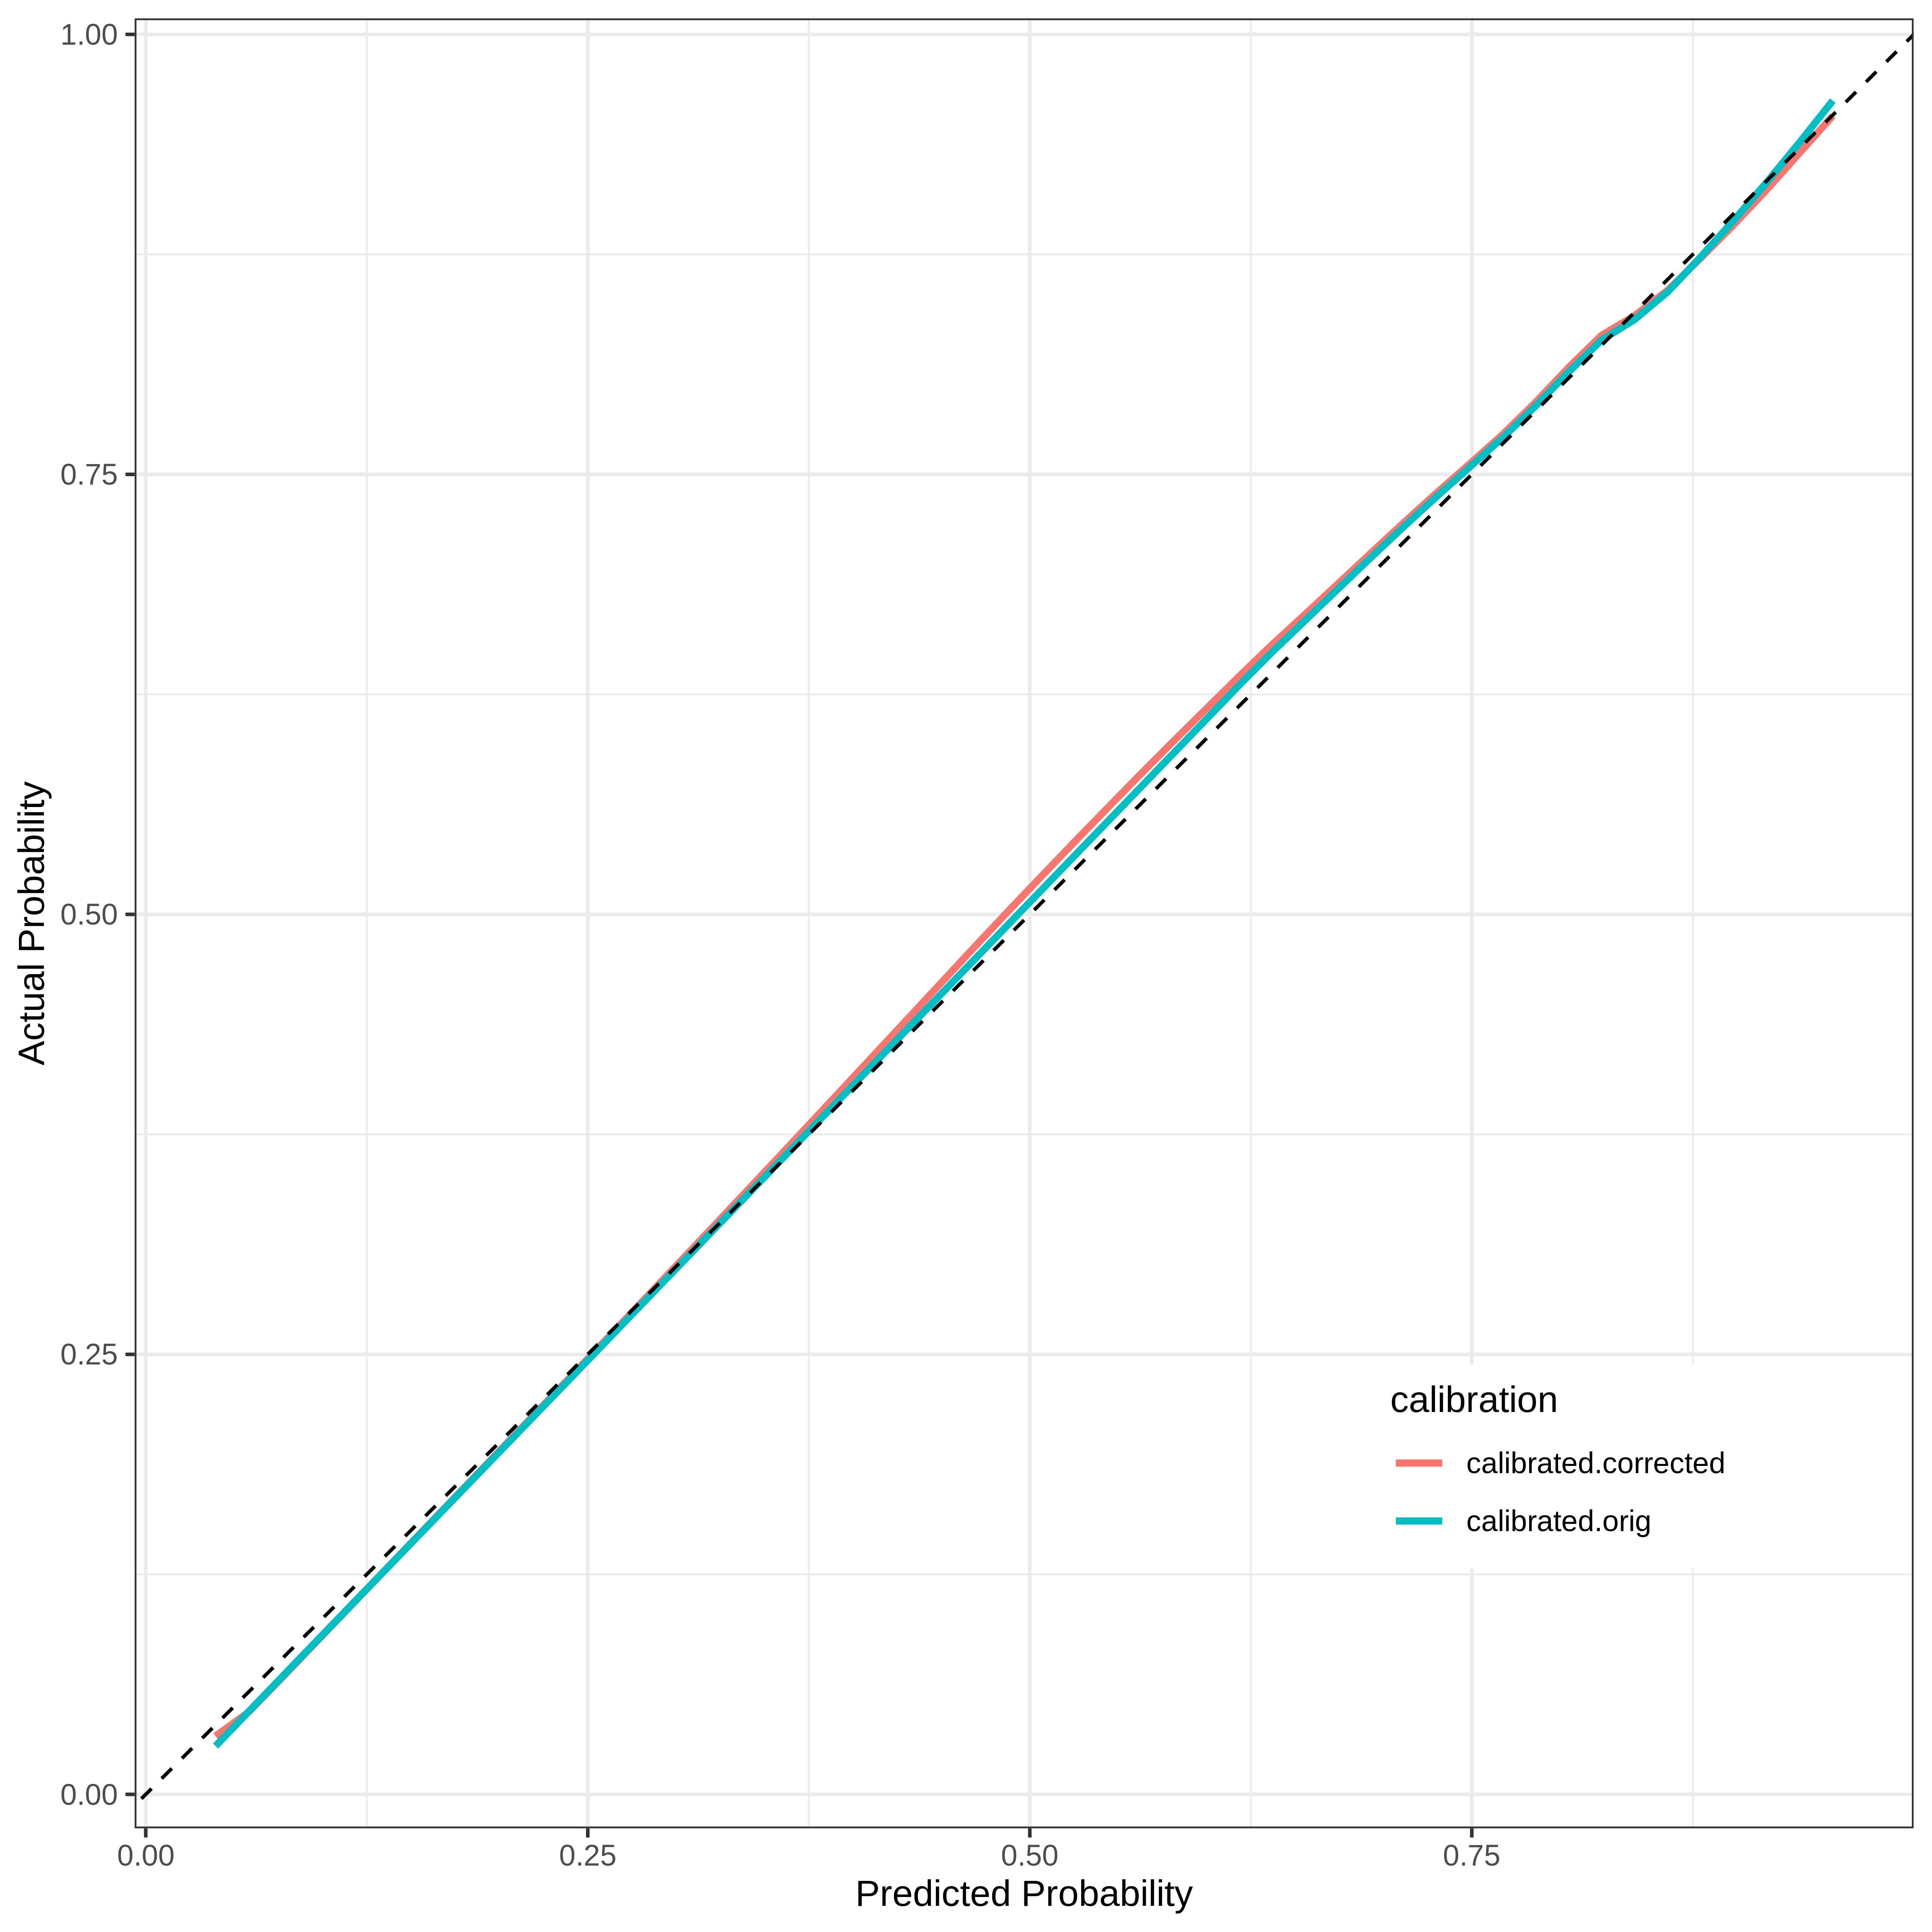 1.00
0.75
0.50
0.25
0.00
Actual Probability
calibration
calibrated.corrected
calibrated.orig
0.00 0.25 0.50 0.75
Predicted Probability